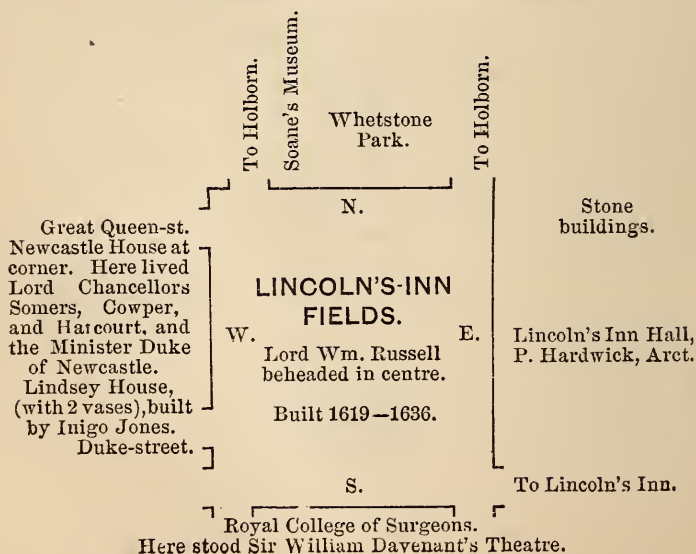 To Holborn.
Soane's Museum.
Whetstone
Park.
To Holborn.
N.
Stone
buildings.
Great Queen-st.
Newcastle House at
corner. Here lived
Lord Chancellors
Somers, Cowper,
and Harcourt, and
the Minister Duke
of Newcastle.
Lindsey House,
(with 2 vases), built
by Inigo Jones.
Duke-street.
W.
LINCOLN'S-INN
FIELDS.
Lord Wm. Russell
beheaded in centre.
Built 1619—1636.
E.
Lincoln's Inn Hall,
P. Hardwick, Arct.
S.
To Lincoln's Inn.
Royal College of Surgeons.
Here stood Sir William Davenant's Theatre.